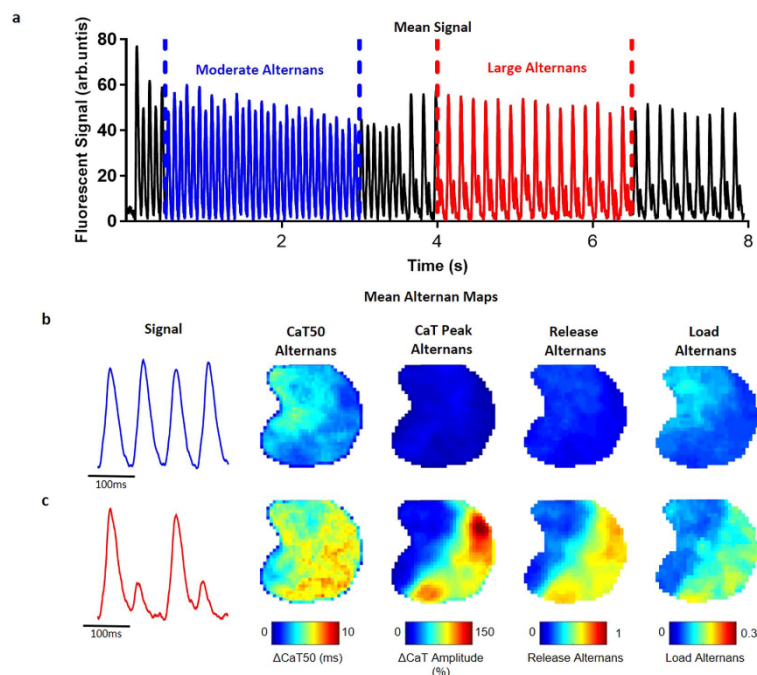 a
Mean Signal
Fluorescent Signal (arb.untis)
80
60
40
20
0
Moderate Alternans
Large Alternans
2
4
6
8
Time (s)
Mean Alternan Maps
b
Signal
CaT50
Alternans
CaT Peak
Alternans
Release
Alternans
Load
Alternans
100ms
c
100ms
0
10
ΔCaT50 (ms)
0
150
ΔCaT Amplitude
(%)
0
1
Release Alternans
0
0.3
Load Alternans